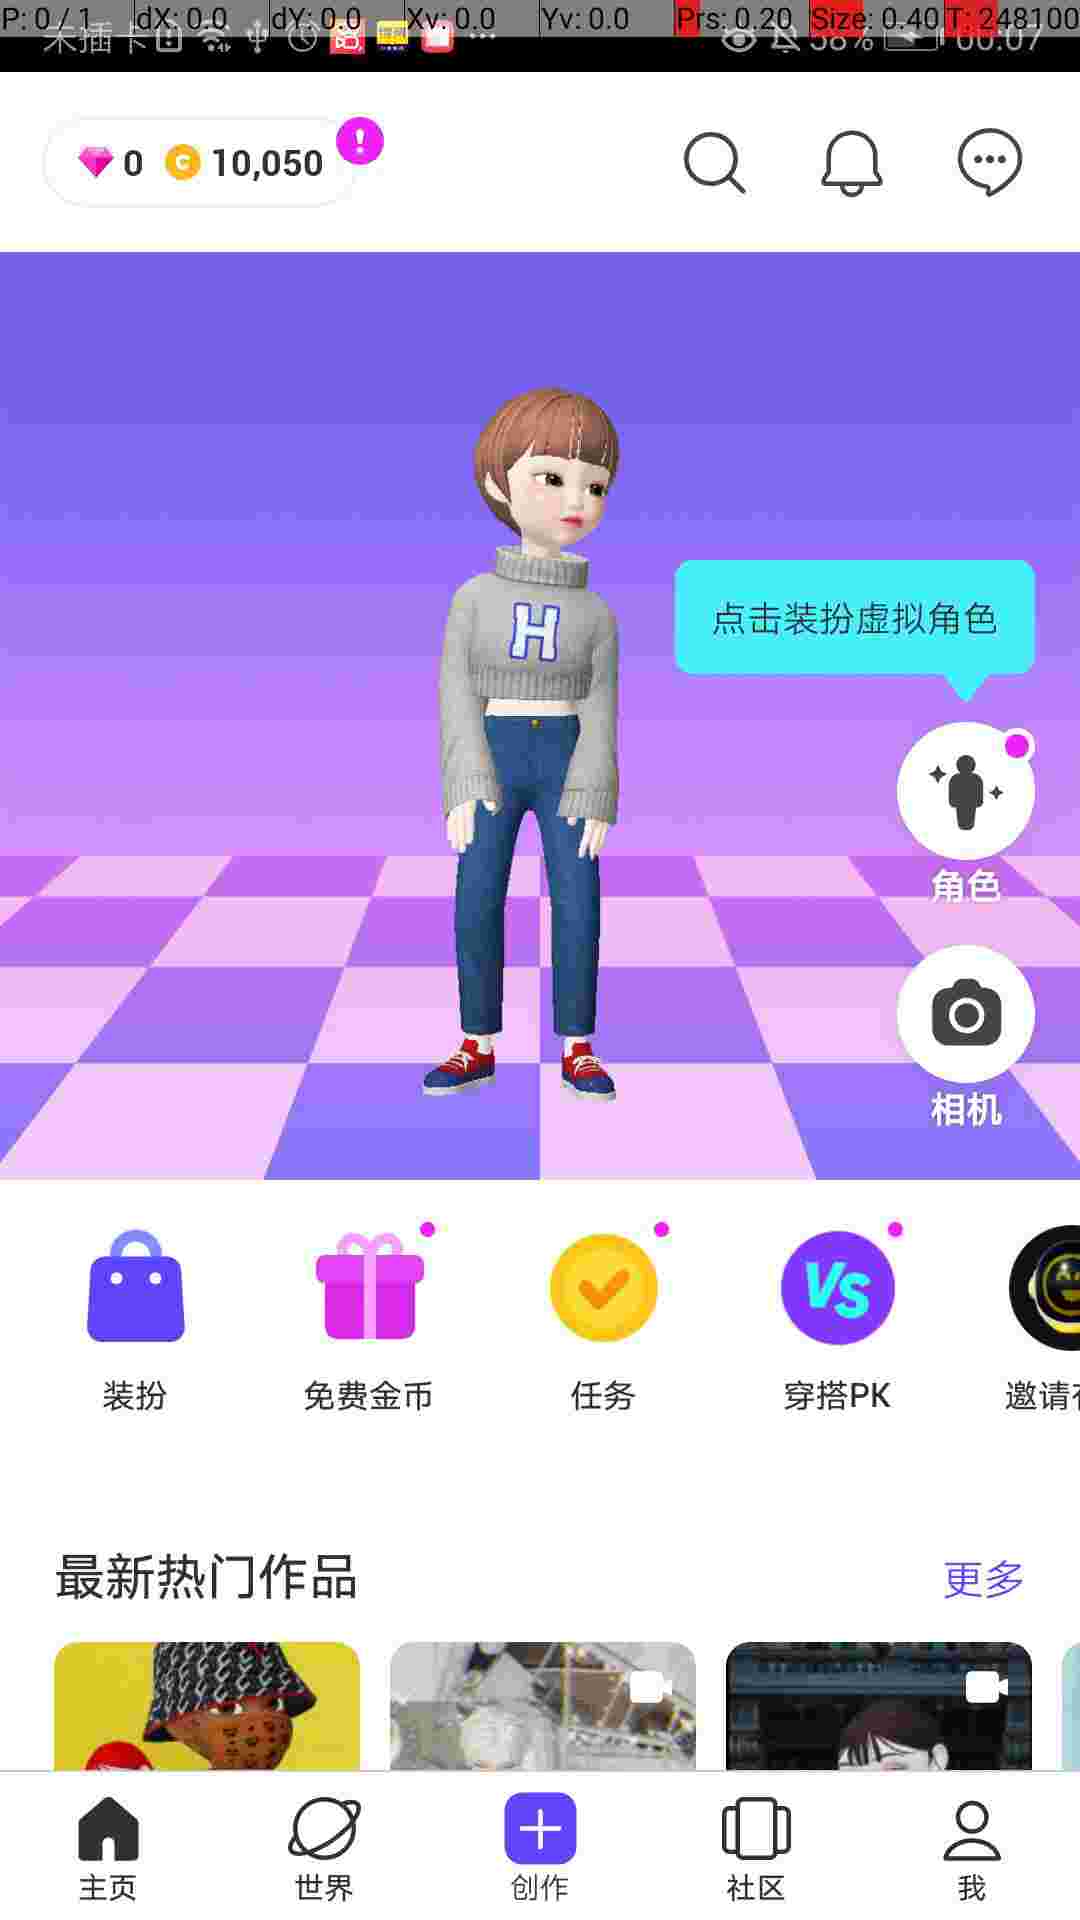 P: 0 / 1 dX: 0.0 dY: 0.0 Xv: 0.0 Yv: 0.0 Prs: 0.20 Size: 0.40 T: 248100
未插卡 58% 00:07
0 10,050
H
点击装扮虚拟角色
角色
相机
VS
装扮 免费金币 任务 穿搭PK 邀请
最新热门作品 更多
主页 世界 创作 社区 我